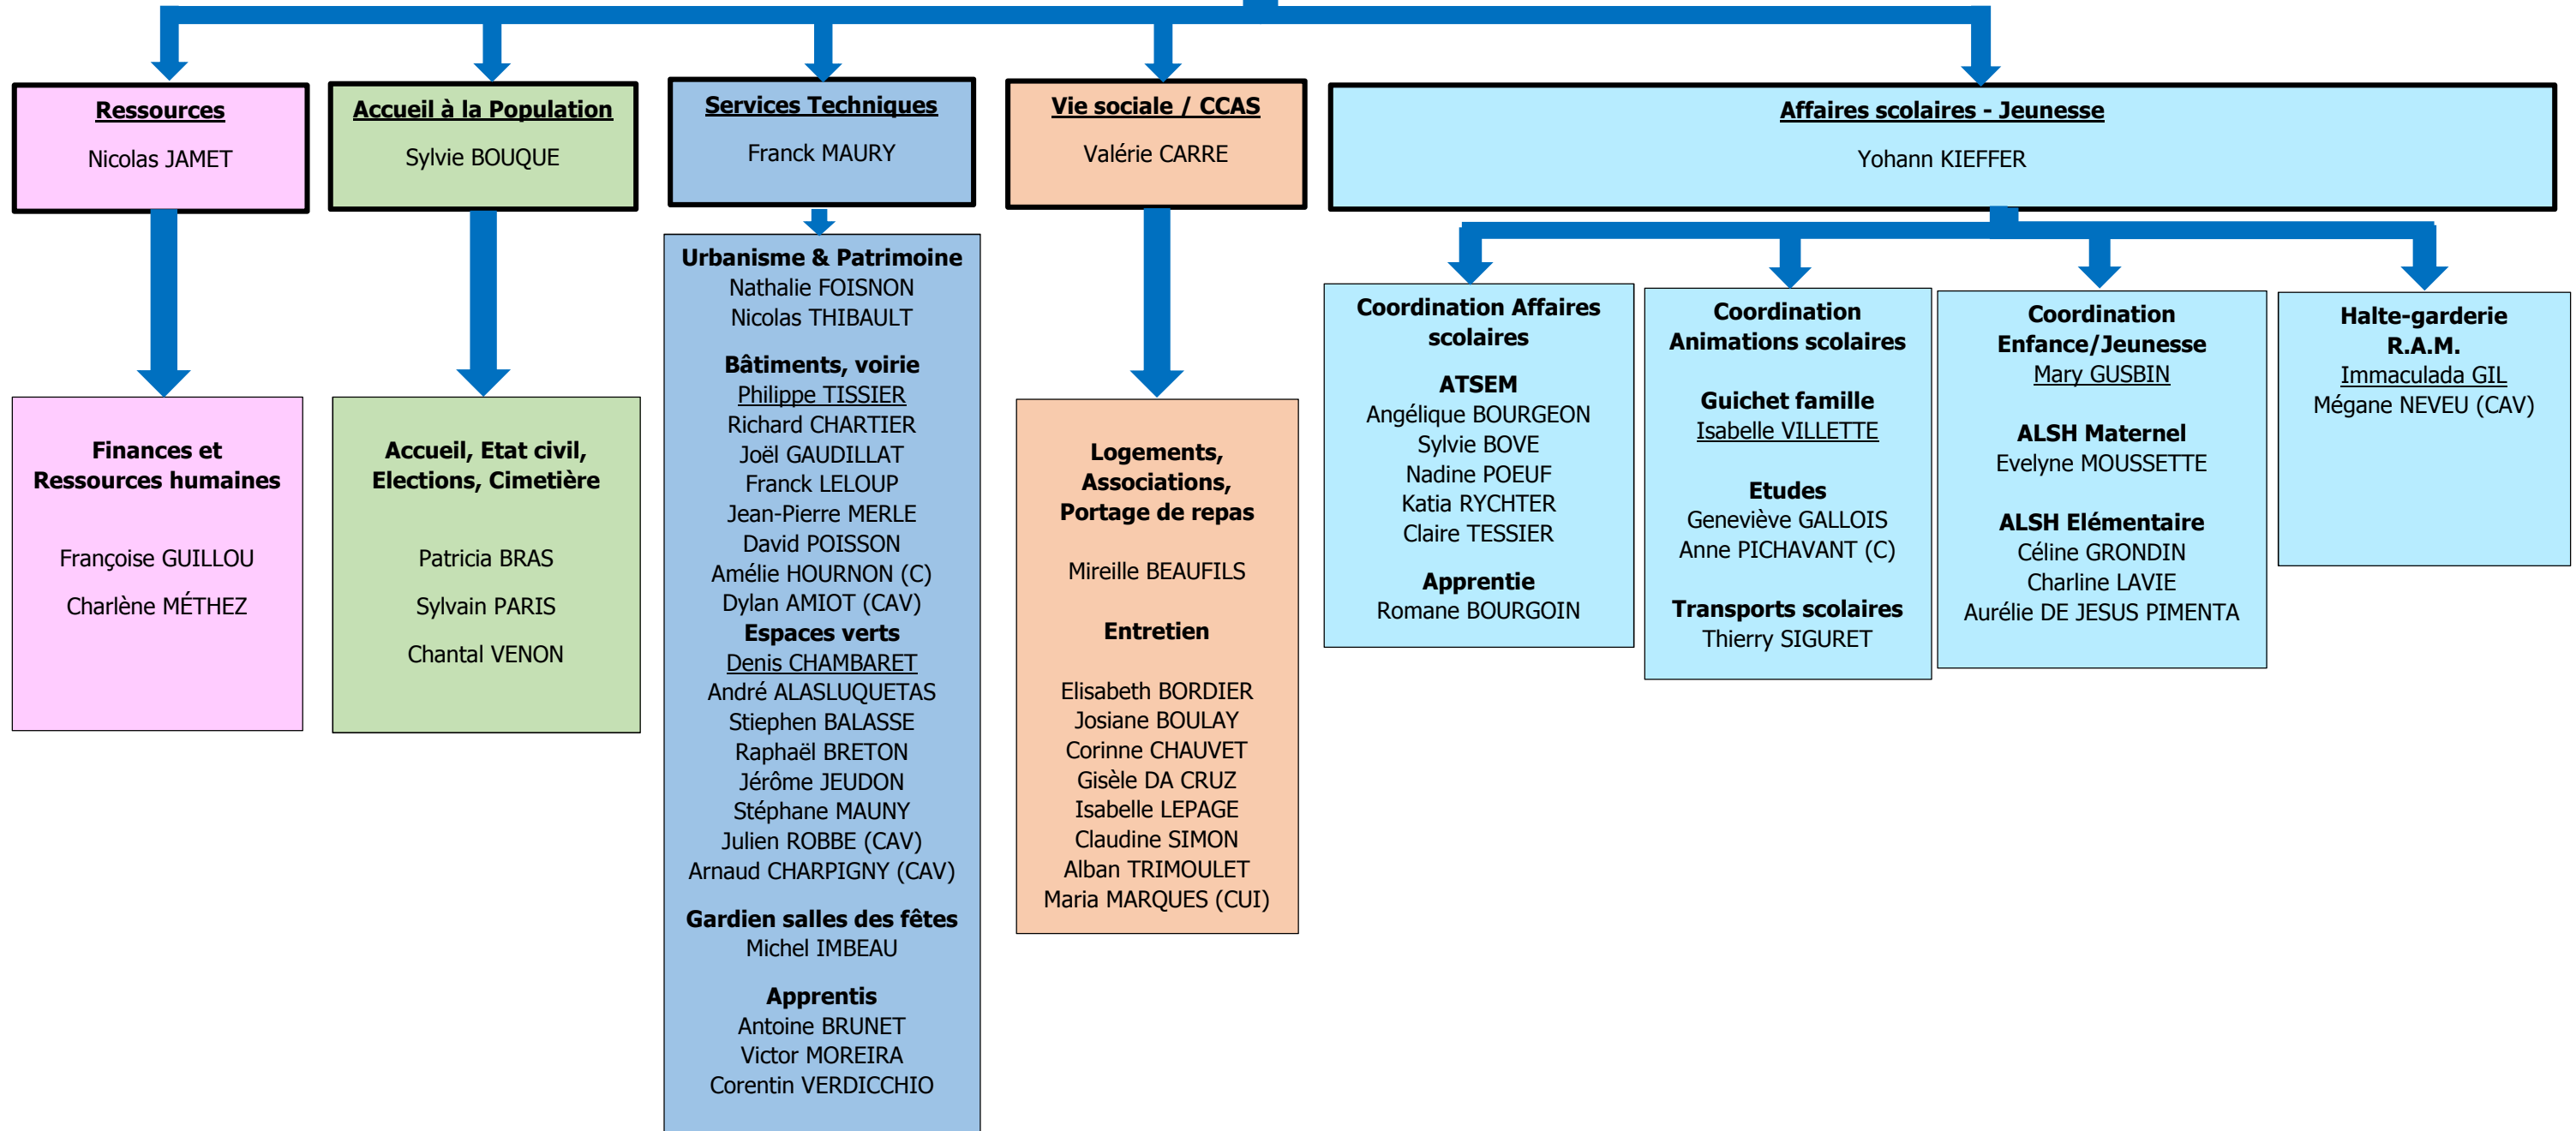 Ressources
Nicolas JAMET
Accueil à la Population
Sylvie BOUQUE
Services Techniques
Franck MAURY
Vie sociale / CCAS
Valérie CARRE
Affaires scolaires - Jeunesse
Yohann KIEFFER
Finances et
Ressources humaines
Françoise GUILLOU
Charlène MÉTHEZ
Accueil, Etat civil,
Elections, Cimetière
Patricia BRAS
Sylvain PARIS
Chantal VENON
Urbanisme & Patrimoine
Nathalie FOISNON
Nicolas THIBAULT
Bâtiments, voirie
Philippe TISSIER
Richard CHARTIER
Joël GAUDILLAT
Franck LELOUP
Jean-Pierre MERLE
David POISSON
Amélie HOURNON (C)
Dylan AMIOT (CAV)
Espaces verts
Denis CHAMBARET
André ALASLUQUETAS
Stiephen BALASSE
Raphaël BRETON
Jérôme JEUDON
Stéphane MAUNY
Julien ROBBE (CAV)
Arnaud CHARPIGNY (CAV)
Gardien salles des fêtes
Michel IMBEAU
Apprentis
Antoine BRUNET
Victor MOREIRA
Corentin VERDICCHIO
Logements,
Associations,
Portage de repas
Mireille BEAUFILS
Entretien
Elisabeth BORDIER
Josiane BOULAY
Corinne CHAUVET
Gisèle DA CRUZ
Isabelle LEPAGE
Claudine SIMON
Alban TRIMOULET
Maria MARQUES (CUI)
Coordination Affaires
scolaires
ATSEM
Angélique BOURGEON
Sylvie BOVE
Nadine POEUF
Katia RYCHTER
Claire TESSIER
Apprentie
Romane BOURGOIN
Coordination
Animations scolaires
Guichet famille
Isabelle VILLETTE
Etudes
Geneviève GALLOIS
Anne PICHAVANT (C)
Transports scolaires
Thierry SIGURET
Coordination
Enfance/Jeunesse
Mary GUSBIN
ALSH Maternel
Evelyne MOUSSETTE
ALSH Elémentaire
Céline GRONDIN
Charline LAVIE
Aurélie DE JESUS PIMENTA
Halte-garderie
R.A.M.
Immaculada GIL
Mégane NEVEU (CAV)